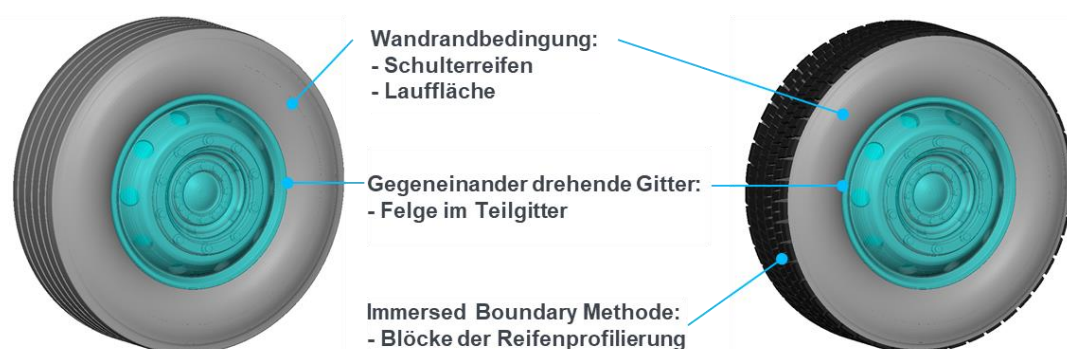 Wandrandbedingung:
- Schulterreifen
- Lauffläche
Gegeneinander drehende Gitter:
- Felge im Teilgitter
Immersed Boundary Methode:
- Blöcke der Reifenprofilierung